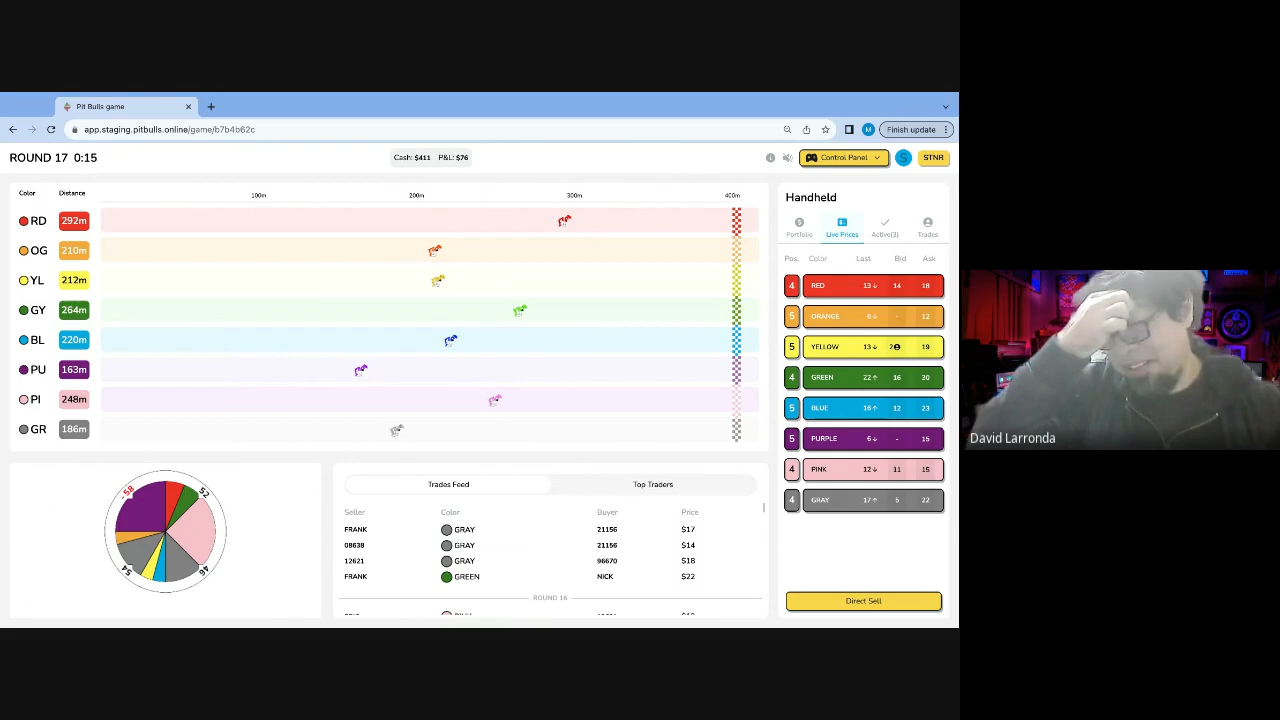 Pit Bulls game
app.staging.pitbulls.online/game/b7b4b62c
Finish update
ROUND 17 0:15
Cash: $411 P&L: $76
Control Panel
S
STNR
Color Distance 100m 200m 300m 400m
RD 292m
OG 210m
YL 212m
GY 264m
BL 220m
PU 163m
PI 248m
GR 186m
Handheld
Portfolio Live Prices Active(3) Trades
Pos. Color Last Bid Ask
4 RED 13↓ 14 18
5 ORANGE 6↓ - 12
5 YELLOW 13↓ 2 19
4 GREEN 22↑ 16 30
5 BLUE 16↑ 12 23
5 PURPLE 6↓ - 15
4 PINK 12↓ 11 15
4 GRAY 17↑ 5 22
Direct Sell
-58 52
54 46
Trades Feed Top Traders
Seller Color Buyer Price
FRANK GRAY 21156 $17
08638 GRAY 21156 $14
12621 GRAY 96670 $18
FRANK GREEN NICK $22
ROUND 16
David Larronda